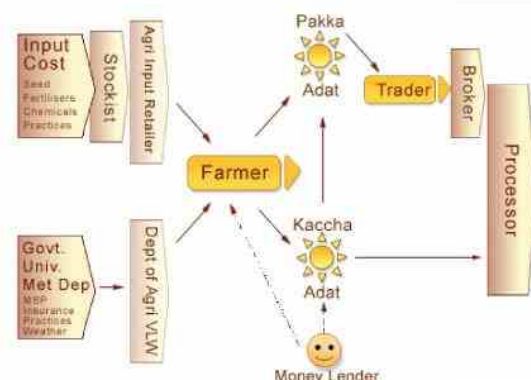 Input
Cost
Seed
Fertilisers
Chemicals
Practices
Stockist
Agri Input Retailer
Pakka
Adat
Trader
Broker
Processor
Farmer
Govt.
Univ.
Met Dep
MSP
Insurance
Practices
Weather
Dept of Agri VLW
Kaccha
Adat
Money Lender